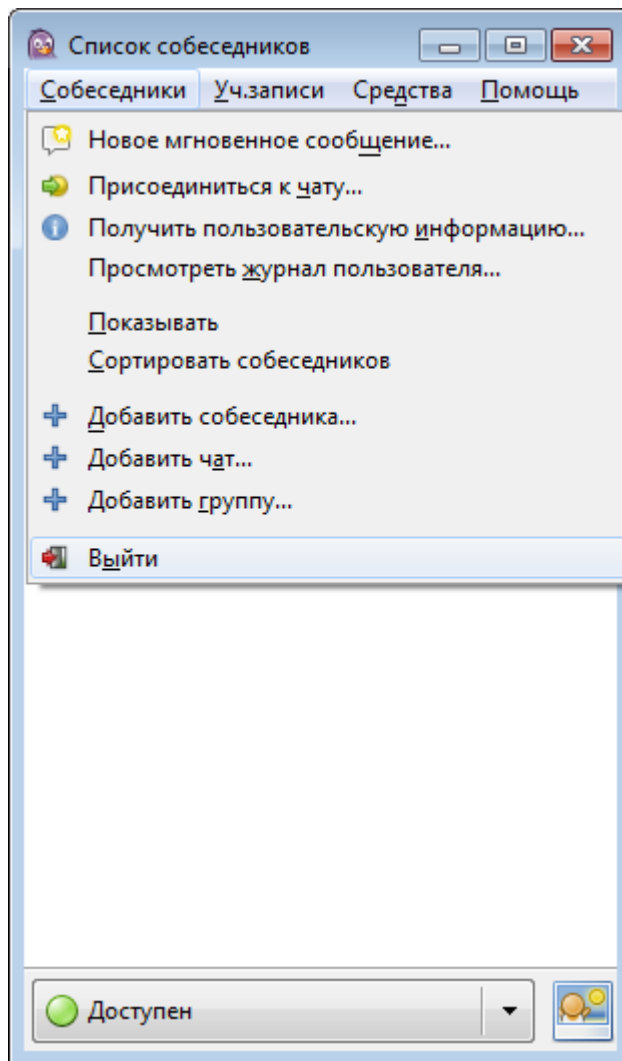 Список собеседников
Собеседники Уч.записи Средства Помощь
Новое мгновенное сообщение...
Присоединиться к чату...
Получить пользовательскую информацию...
Просмотреть журнал пользователя...
Показывать
Сортировать собеседников
Добавить собеседника...
Добавить чат...
Добавить группу...
Выйти
Доступен